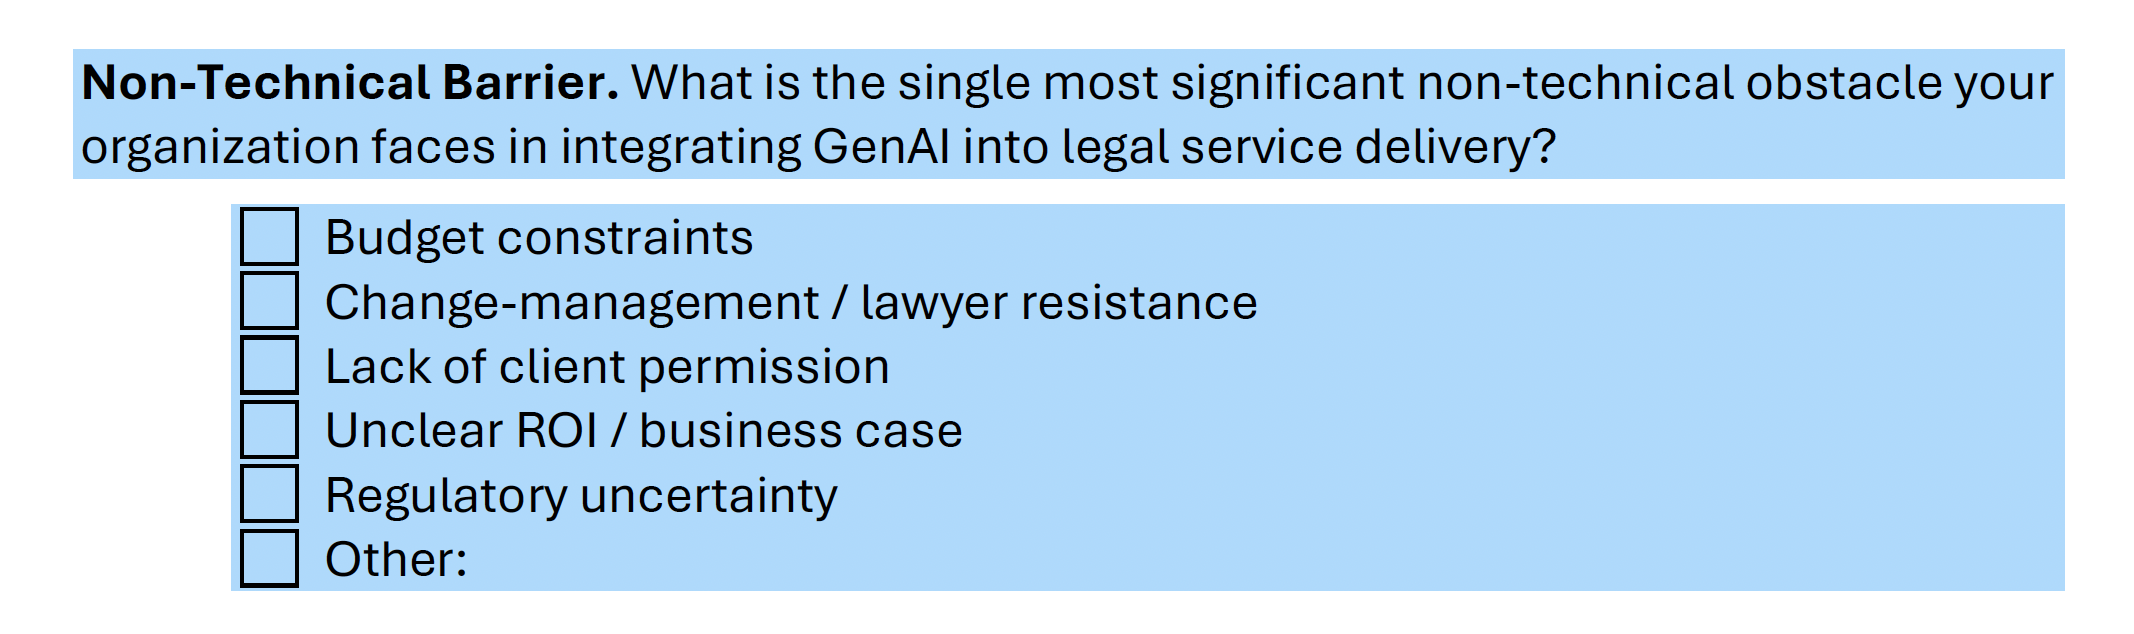 Non-Technical Barrier. What is the single most significant non-technical obstacle your
organization faces in integrating GenAI into legal service delivery?
Budget constraints
Change-management / lawyer resistance
Lack of client permission
Unclear ROI / business case
Regulatory uncertainty
Other: